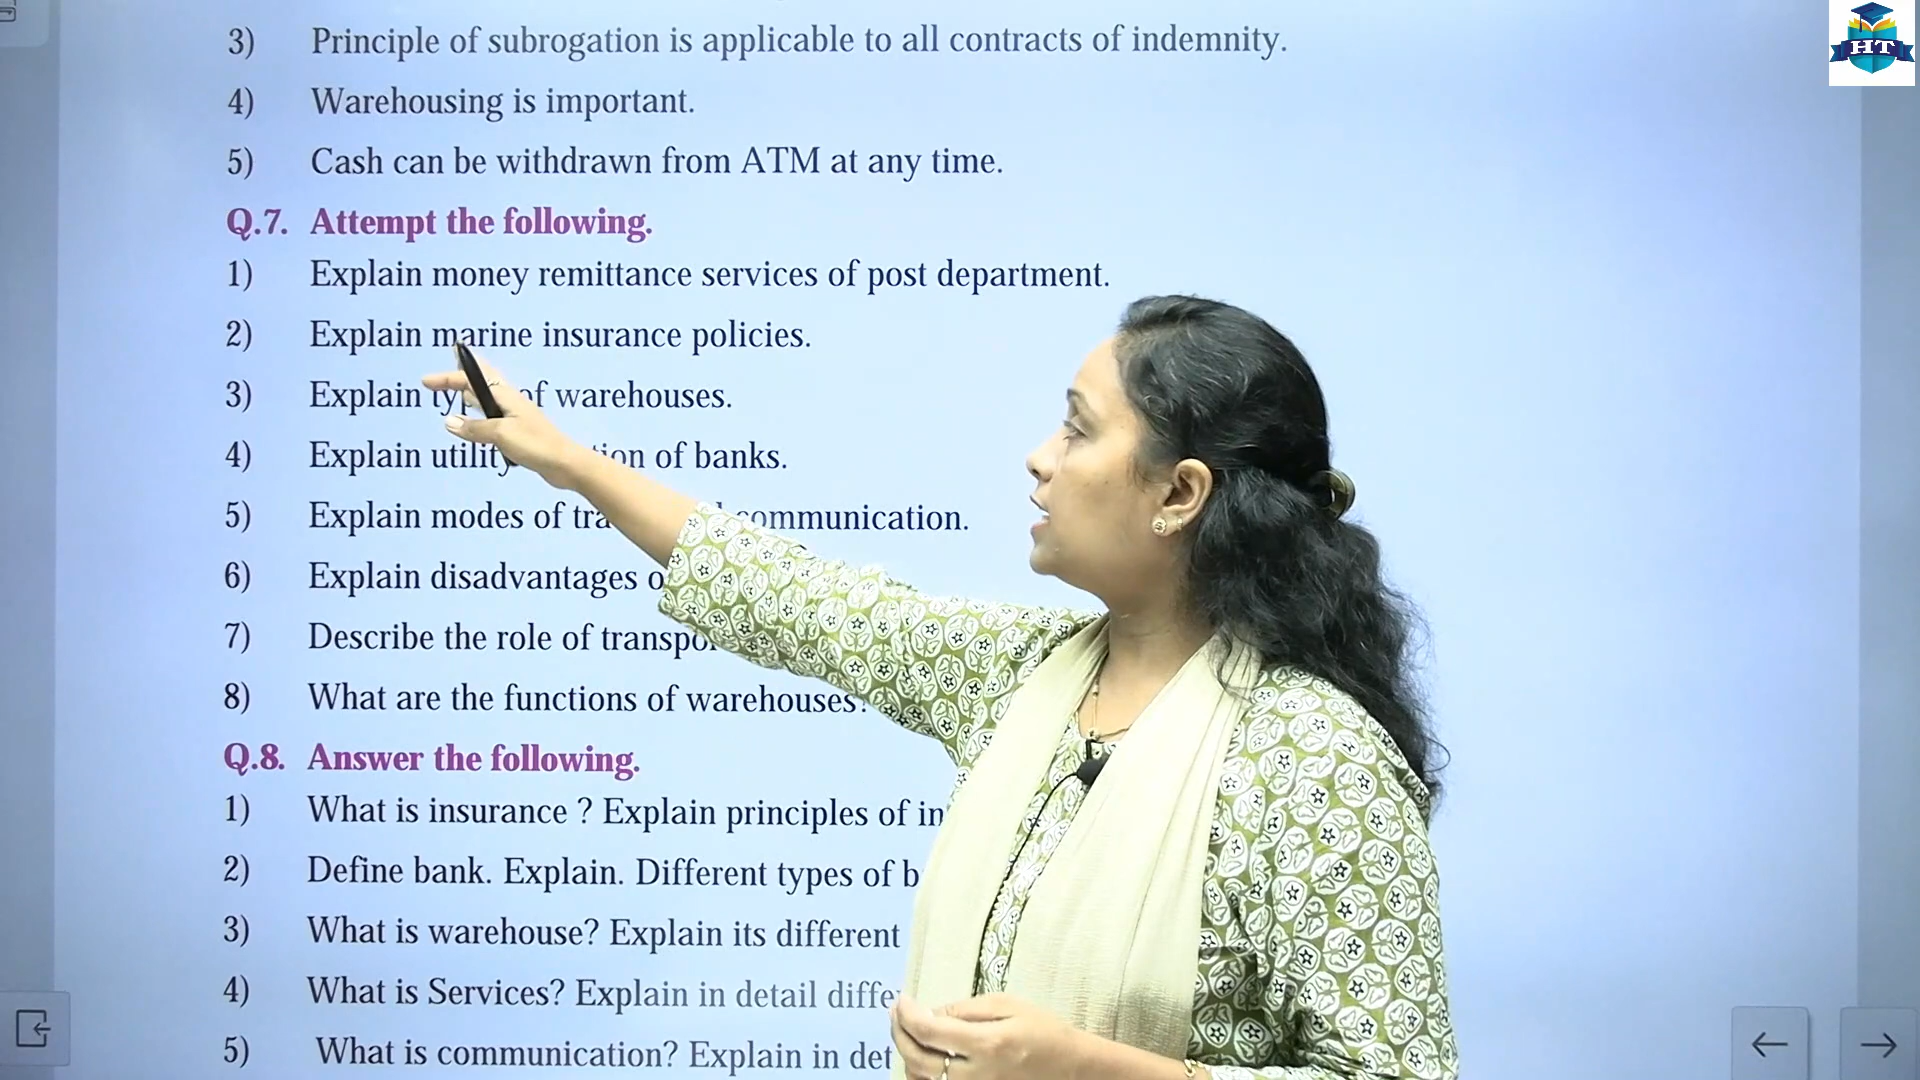 3) Principle of subrogation is applicable to all contracts of indemnity.
4) Warehousing is important.
5) Cash can be withdrawn from ATM at any time.
Q.7. Attempt the following.
1) Explain money remittance services of post department.
2) Explain marine insurance policies.
3) Explain of warehouses.
4) Explain utility of banks.
5) Explain modes of communication.
6) Explain disadvantages
7) Describe the role of
8) What are the functions of warehouses?
Q.8. Answer the following.
1) What is insurance ? Explain principles of
2) Define bank. Explain. Different types of
3) What is warehouse? Explain its different
4) What is Services? Explain in detail
5) What is communication? Explain in
HT